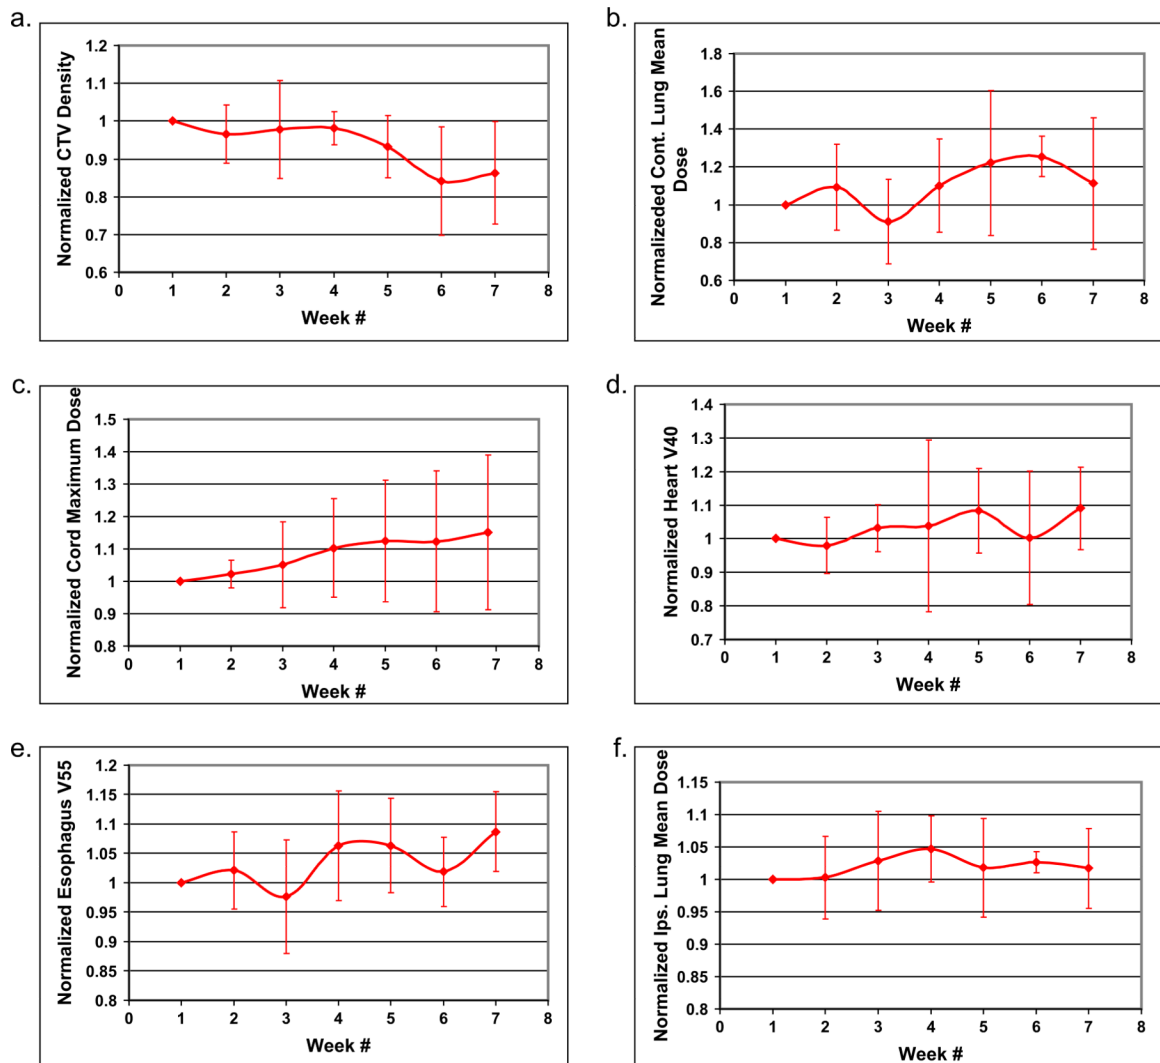 a.
Normalized CTV Density
1.2
1.1
1
0.9
0.8
0.7
0.6
0 1 2 3 4 5 6 7 8
Week #
b.
Normalizeded Cont. Lung Mean
Dose
1.8
1.6
1.4
1.2
1
0.8
0.6
0 1 2 3 4 5 6 7 8
Week #
c.
Normalized Cord Maximum Dose
1.5
1.4
1.3
1.2
1.1
1
0.9
0.8
0 1 2 3 4 5 6 7 8
Week #
d.
Normalized Heart V40
1.4
1.3
1.2
1.1
1
0.9
0.8
0.7
0 1 2 3 4 5 6 7 8
Week #
e.
Normalized Esophagus V55
1.2
1.15
1.1
1.05
1
0.95
0.9
0.85
0.8
0 1 2 3 4 5 6 7 8
Week #
f.
Normalized Ips. Lung Mean Dose
1.15
1.1
1.05
1
0.95
0.9
0.85
0.8
0 1 2 3 4 5 6 7 8
Week #